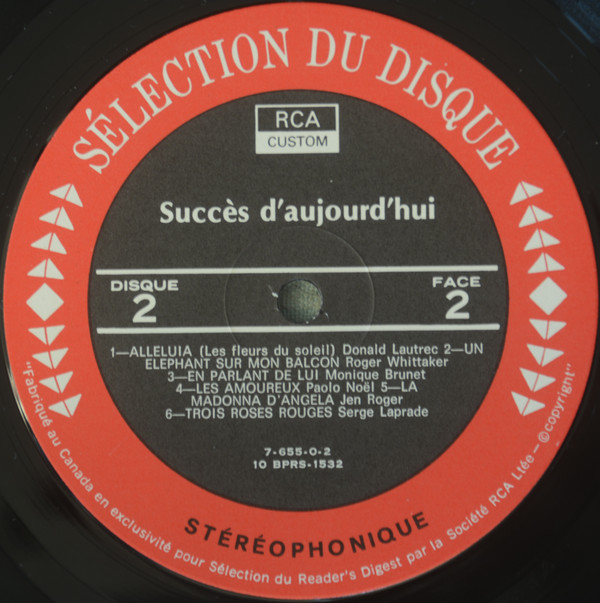 SÉLECTION DU DISQUE
RCA
CUSTOM
Succès d'aujourd'hui
DISQUE
2
FACE
2
1—ALLELUIA (Les fleurs du soleil) Donald Lautrec 2—UN
ELEPHANT SUR MON BALCON Roger Whittaker
3—EN PARLANT DE LUI Monique Brunet
4—LES AMOUREUX Paolo Noël 5—LA
MADONNA D'ANGELA Jen Roger
6—TROIS ROSES ROUGES Serge Laprade
7-655-0-2
10 BPRS-1532
STÉRÉOPHONIQUE
"Fabriqué au Canada en exclusivité pour Sélection du Reader's Digest par la Société RCA Ltée – ©copyright"